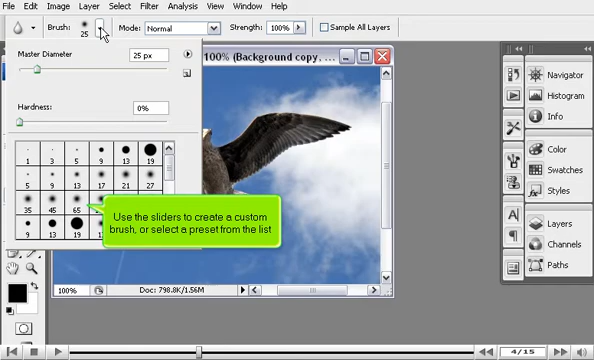 File Edit Image Layer Select Filter Analysis View Window Help
Brush: 25 Mode: Normal Strength: 100% Sample All Layers
Master Diameter 25 px
100% (Background copy, ...
Hardness: 0%
1 3 5 9 13 19
5 9 13 17 21 27
35 45 65
9 13 19
Use the sliders to create a custom
brush, or select a preset from the list
Navigator
Histogram
Info
Color
Swatches
Styles
Layers
Channels
Paths
100% Doc: 798.8K/1.56M
4/15